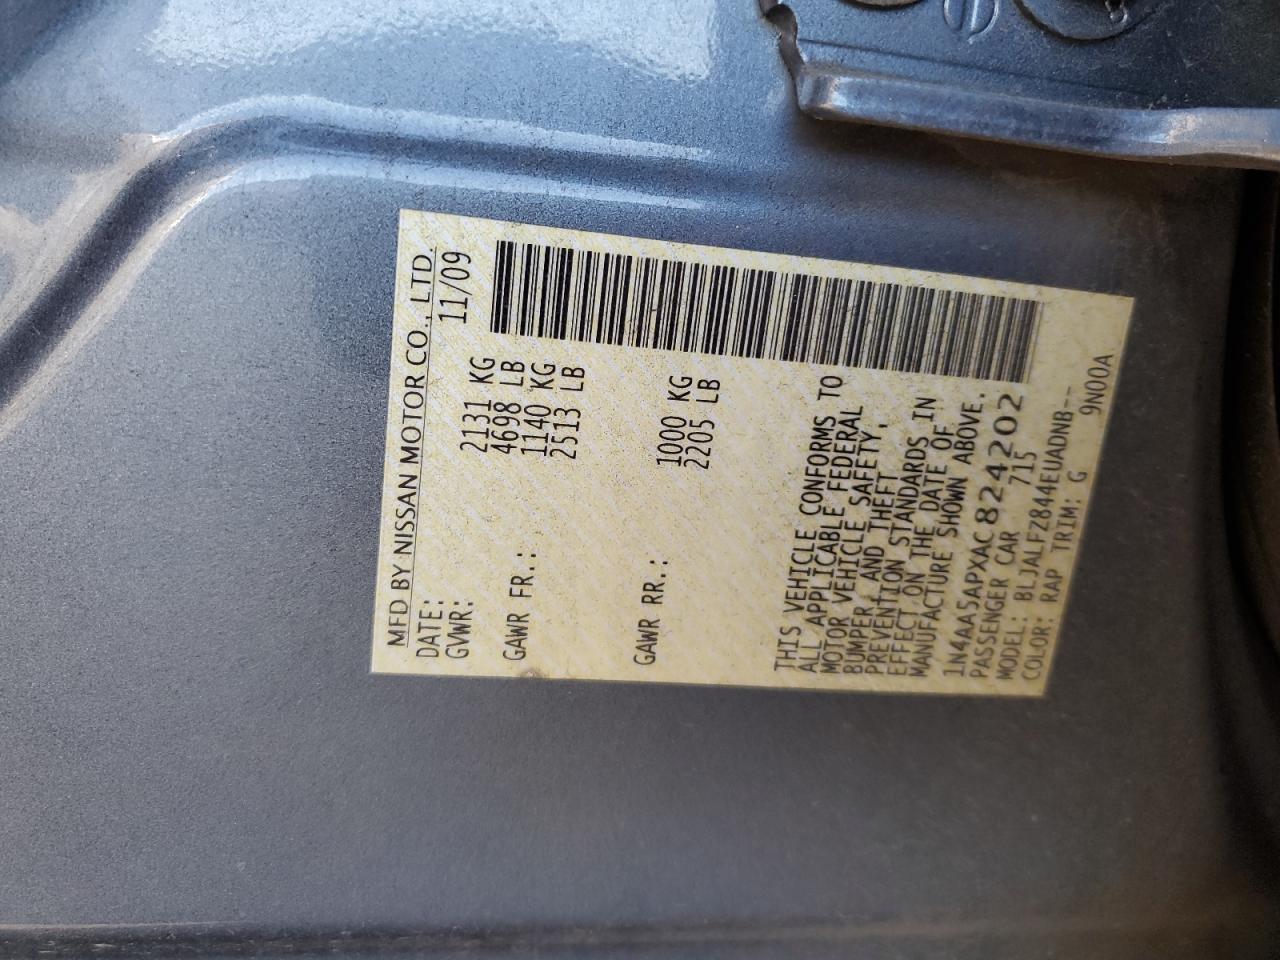 MFD BY NISSAN MOTOR CO., LTD.
DATE: 11/09
GVWR: 2131 KG
4698 LB
GAWR FR.: 1140 KG
2513 LB
GAWR RR.: 1000 KG
2205 LB
THIS VEHICLE CONFORMS TO
ALL APPLICABLE FEDERAL
MOTOR VEHICLE SAFETY,
BUMPER, AND THEFT
PREVENTION STANDARDS IN
EFFECT ON THE DATE OF
MANUFACTURE SHOWN ABOVE.
1N4AA5APXAC824202
PASSENGER CAR 715
MODEL: BLJALFZ844EUADNB--
COLOR: RAP TRIM: G 9N00A